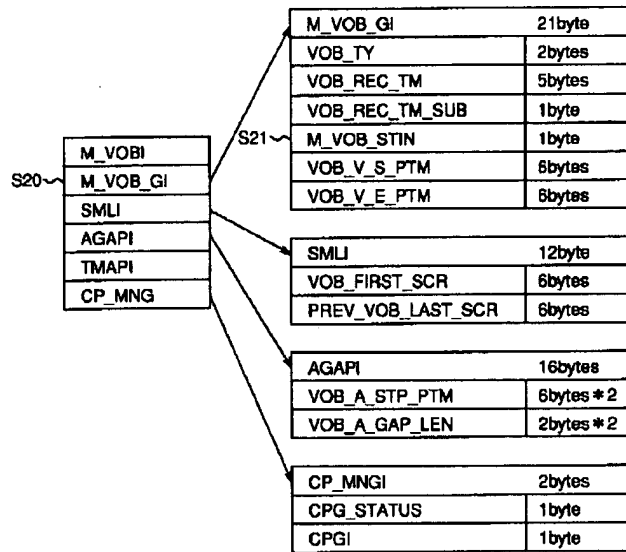 M_VOBI
S20
M_VOB_GI
SMLI
AGAPI
TMAPI
CP_MNG
M_VOB_GI 21byte
VOB_TY 2bytes
VOB_REC_TM 5bytes
VOB_REC_TM_SUB 1byte
S21
M_VOB_STIN 1byte
VOB_V_S_PTM 6bytes
VOB_V_E_PTM 6bytes
SMLI 12byte
VOB_FIRST_SCR 6bytes
PREV_VOB_LAST_SCR 6bytes
AGAPI 16bytes
VOB_A_STP_PTM 6bytes*2
VOB_A_GAP_LEN 2bytes*2
CP_MNGI 2bytes
CPG_STATUS 1byte
CPGI 1byte